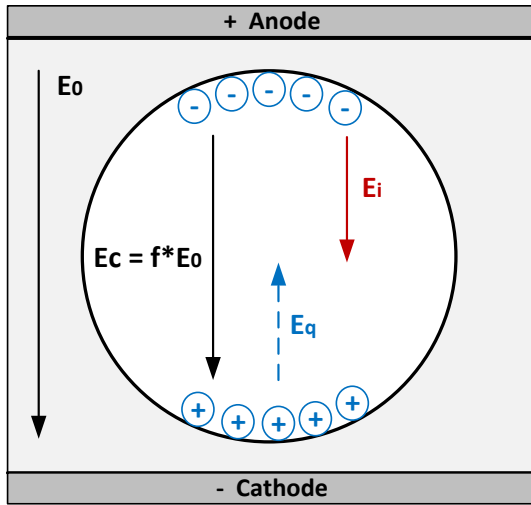 + Anode
E0
- - - - -
Ei
Ec = f*E0
Eq
+ + + + +
- Cathode